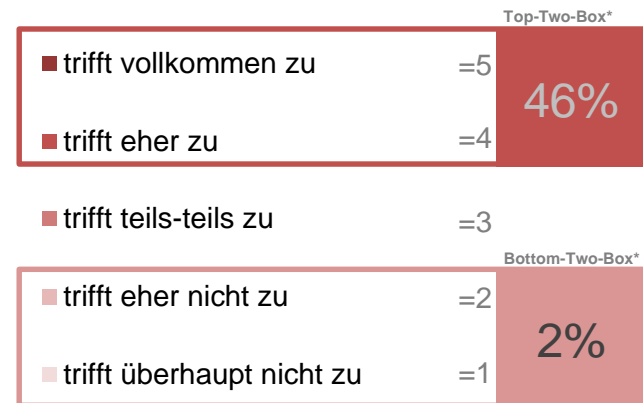 Top-Two-Box*
trifft vollkommen zu =5
46%
trifft eher zu =4
trifft teils-teils zu =3
Bottom-Two-Box*
trifft eher nicht zu =2
2%
trifft überhaupt nicht zu =1